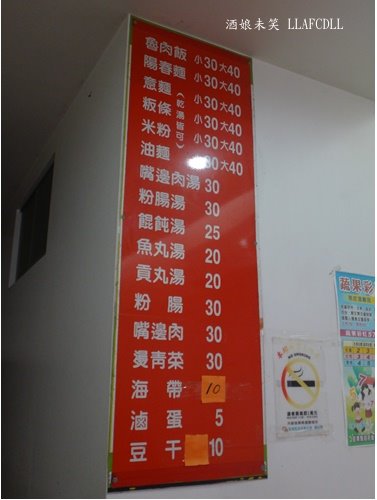 酒娘未笑 LLAFCDLL
魯肉飯 小30大40
陽春麵 小30大40
意麵 小30大40
粄條 小30大40
米粉 小30大40
油麵 小30大40
(乾湯皆可)
嘴邊肉湯 30
粉腸湯 30
餛飩湯 25
魚丸湯 20
貢丸湯 20
粉腸 30
嘴邊肉 30
燙青菜 30
海帶 10
滷蛋 5
豆干 10
蔬果彩